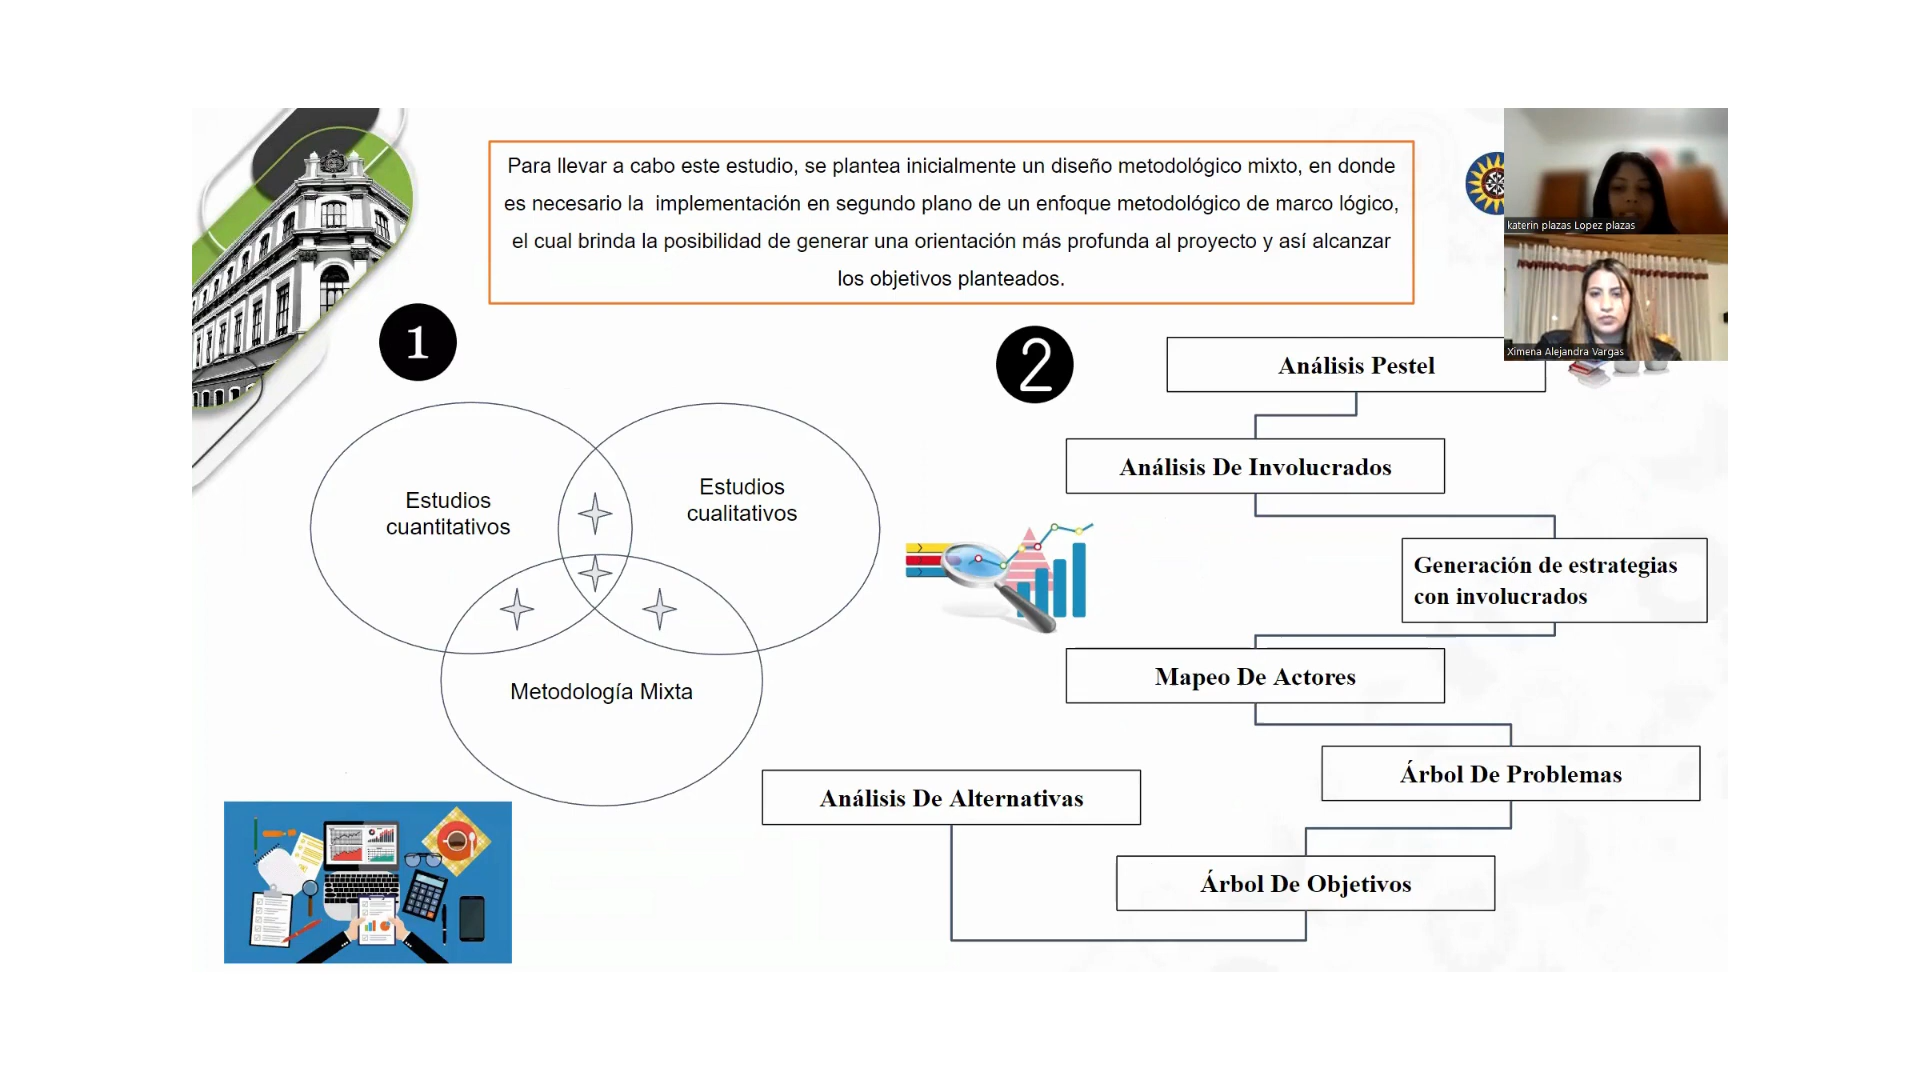 Para llevar a cabo este estudio, se plantea inicialmente un diseño metodológico mixto, en donde
es necesario la implementación en segundo plano de un enfoque metodológico de marco lógico,
el cual brinda la posibilidad de generar una orientación más profunda al proyecto y así alcanzar
los objetivos planteados.
katerin plazas Lopez plazas
Ximena Alejandra Vargas
1
Estudios
cuantitativos
Estudios
cualitativos
Metodología Mixta
2
Análisis Pestel
Análisis De Involucrados
Generación de estrategias
con involucrados
Mapeo De Actores
Árbol De Problemas
Árbol De Objetivos
Análisis De Alternativas